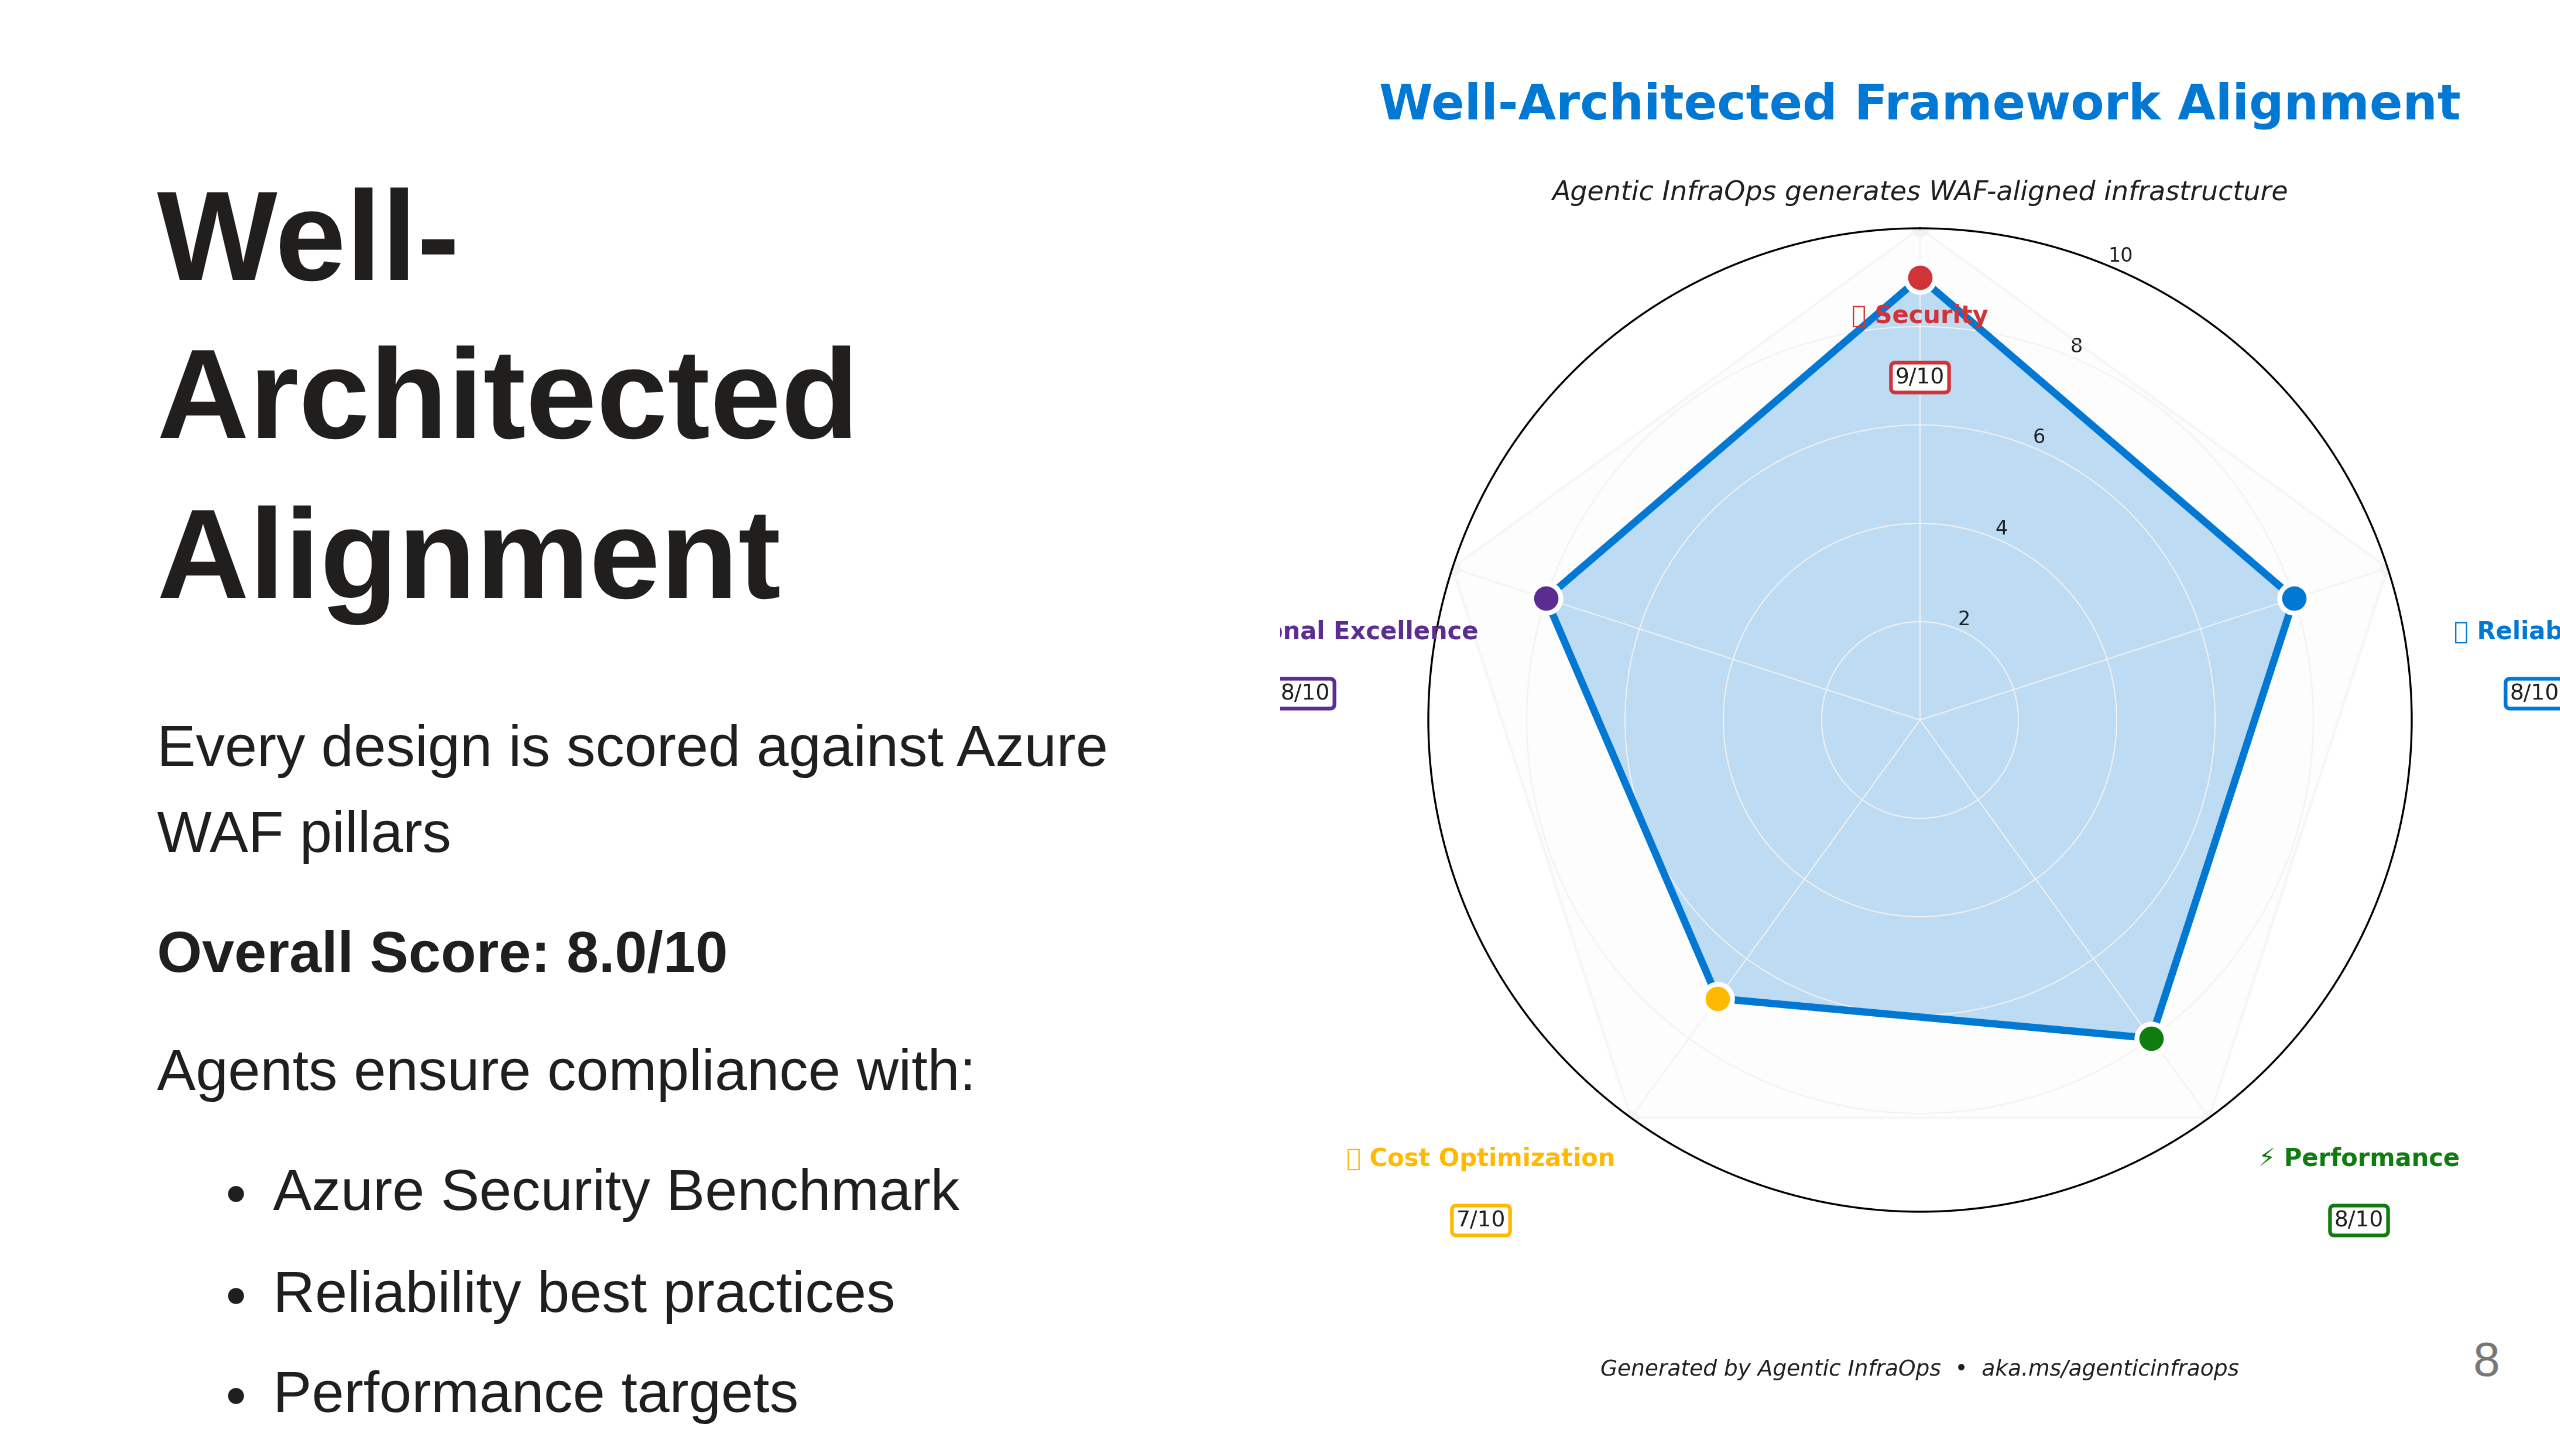 Well-
Architected
Alignment
Every design is scored against Azure
WAF pillars
Overall Score: 8.0/10
Agents ensure compliance with:
• Azure Security Benchmark
• Reliability best practices
• Performance targets
Well-Architected Framework Alignment
Agentic InfraOps generates WAF-aligned infrastructure
10
8
6
4
2
Security
9/10
nal Excellence
8/10
Reliab
8/10
Cost Optimization
7/10
⚡ Performance
8/10
Generated by Agentic InfraOps • aka.ms/agenticinfraops
8